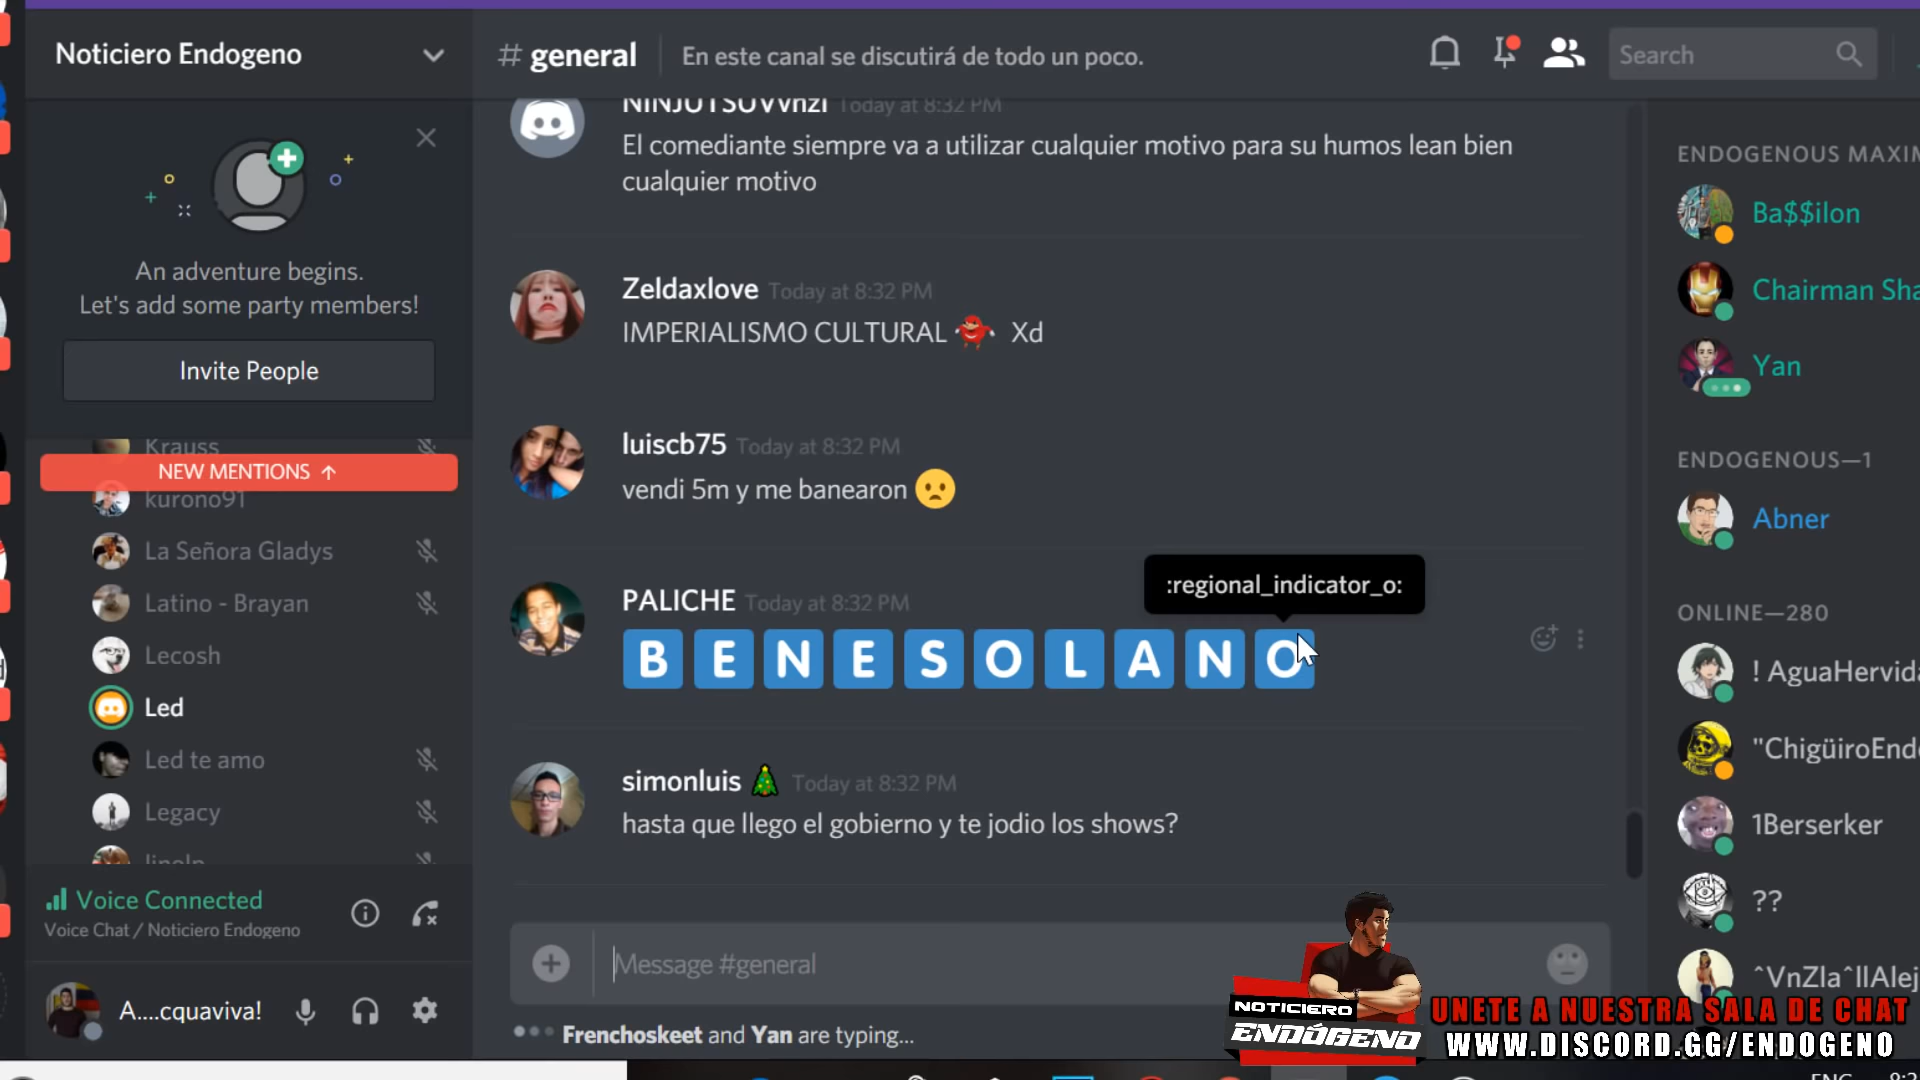 Noticiero Endogeno
# general
En este canal se discutirá de todo un poco.
Search
An adventure begins.
Let's add some party members!
Invite People
Krauss
NEW MENTIONS ↑
kurono91
La Señora Gladys
Latino - Brayan
Lecosh
Led
Led te amo
Legacy
Voice Connected
Voice Chat / Noticiero Endogeno
A....cquaviva!
NINJUTSUVvnzl Today at 8:32 PM
El comediante siempre va a utilizar cualquier motivo para su humos lean bien
cualquier motivo
Zeldaxlove Today at 8:32 PM
IMPERIALISMO CULTURAL Xd
luiscb75 Today at 8:32 PM
vendi 5m y me banearon
:regional_indicator_o:
PALICHE Today at 8:32 PM
B E N E S O L A N O
simonluis Today at 8:32 PM
hasta que llego el gobierno y te jodio los shows?
Message #general
Frenchoskeet and Yan are typing...
ENDOGENOUS MAXIM
Ba$$ilon
Chairman Sha
Yan
ENDOGENOUS—1
Abner
ONLINE—280
! AguaHervida
"ChigüiroEndo
1Berserker
??
^VnZla^llAlej
NOTICIERO
ENDÓGENO
UNETE A NUESTRA SALA DE CHAT
WWW.DISCORD.GG/ENDOGENO